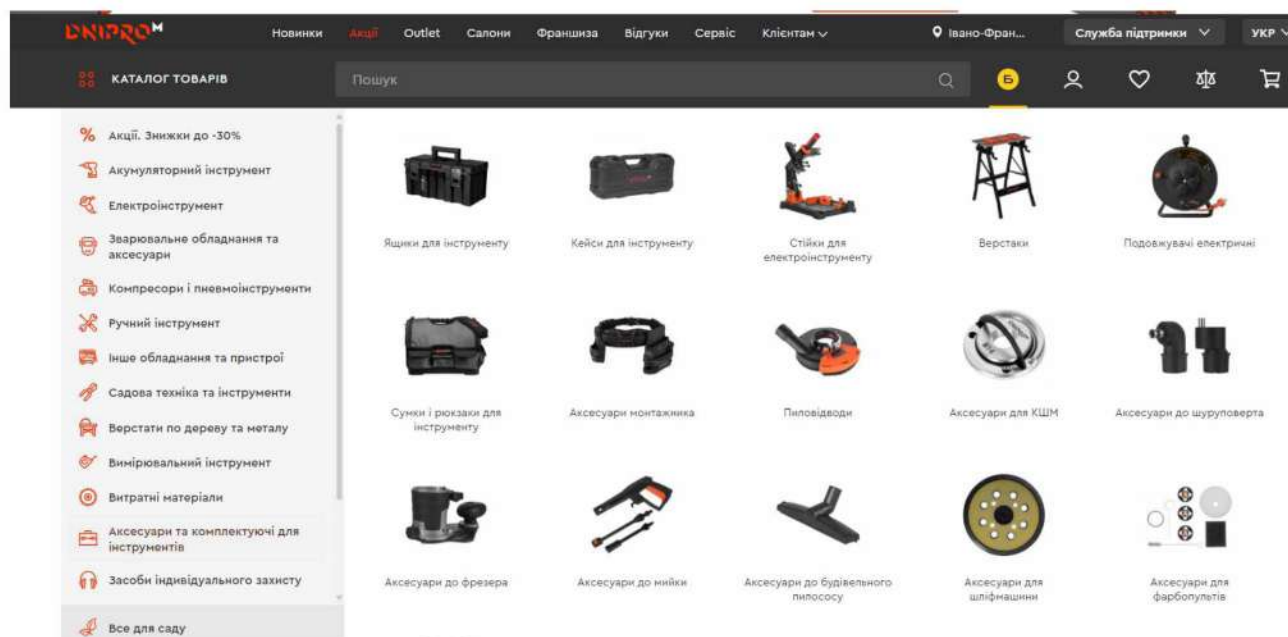 DNIPRO M
Новинки
Акції
Outlet
Салони
Франшиза
Відгуки
Сервіс
Клієнтам
Івано-Фран...
Служба підтримки
УКР
КАТАЛОГ ТОВАРІВ
Пошук
Б
Акції. Знижки до -30%
Акумуляторний інструмент
Електроінструмент
Зварювальне обладнання та
аксесуари
Компресори і пневмоінструменти
Ручний інструмент
Інше обладнання та пристрої
Садова техніка та інструменти
Верстати по дереву та металу
Вимірювальний інструмент
Витратні матеріали
Аксесуари та комплектуючі для
інструментів
Засоби індивідуального захисту
Все для саду
Ящики для інструменту
Кейси для інструменту
Стійки для
електроінструменту
Верстаки
Подовжувачі електричні
Сумки і рюкзаки для
інструменту
Аксесуари монтажника
Пиловідводи
Аксесуари для КШМ
Аксесуари до шуруповерта
Аксесуари до фрезера
Аксесуари до мийки
Аксесуари до будівельного
пилососу
Аксесуари для
шліфмашини
Аксесуари для
фарбопультів